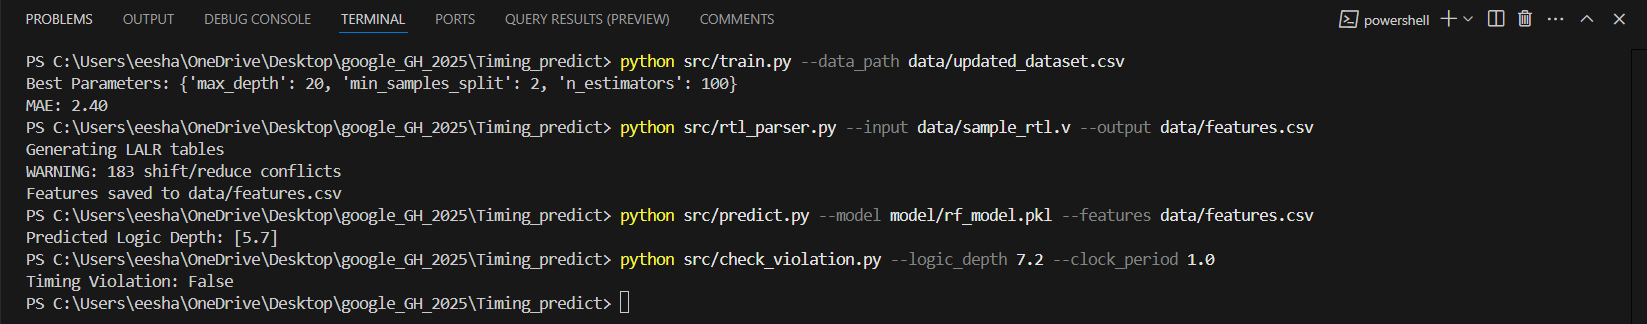 PROBLEMS OUTPUT DEBUG CONSOLE TERMINAL PORTS QUERY RESULTS (PREVIEW) COMMENTS powershell
PS C:\Users\eesha\OneDrive\Desktop\google_GH_2025\Timing_predict> python src/train.py --data_path data/updated_dataset.csv
Best Parameters: {'max_depth': 20, 'min_samples_split': 2, 'n_estimators': 100}
MAE: 2.40
PS C:\Users\eesha\OneDrive\Desktop\google_GH_2025\Timing_predict> python src/rtl_parser.py --input data/sample_rtl.v --output data/features.csv
Generating LALR tables
WARNING: 183 shift/reduce conflicts
Features saved to data/features.csv
PS C:\Users\eesha\OneDrive\Desktop\google_GH_2025\Timing_predict> python src/predict.py --model model/rf_model.pkl --features data/features.csv
Predicted Logic Depth: [5.7]
PS C:\Users\eesha\OneDrive\Desktop\google_GH_2025\Timing_predict> python src/check_violation.py --logic_depth 7.2 --clock_period 1.0
Timing Violation: False
PS C:\Users\eesha\OneDrive\Desktop\google_GH_2025\Timing_predict>